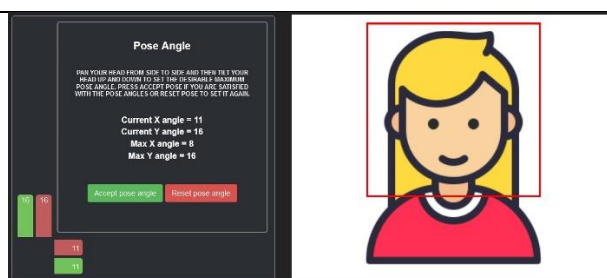 Pose Angle
PAN YOUR HEAD FROM SIDE TO SIDE AND THEN TILT YOUR
HEAD UP AND DOWN TO SET THE DESIRABLE MAXIMUM
POSE ANGLE. PRESS ACCEPT POSE IF YOU ARE SATISFIED
WITH THE POSE ANGLES OR RESET POSE TO SET IT AGAIN.
Current X angle = 11
Current Y angle = 16
Max X angle = 8
Max Y angle = 16
Accept pose angle Reset pose angle
16 16
11
11